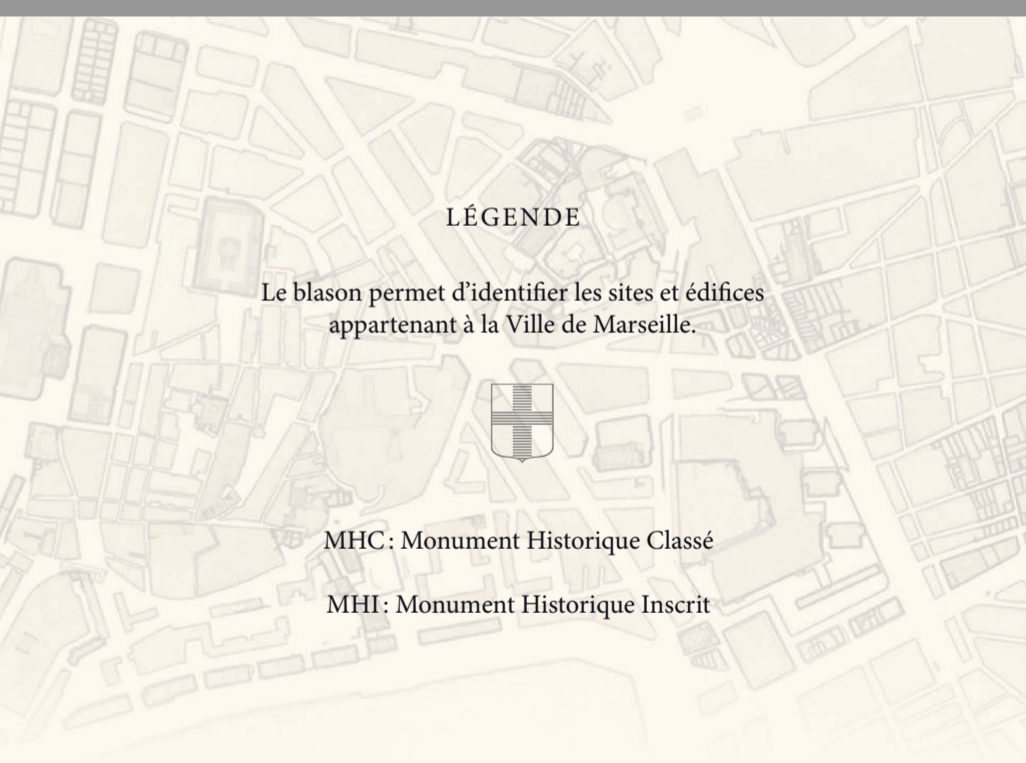 LÉGENDE
Le blason permet d’identifier les sites et édifices
appartenant à la Ville de Marseille.
MHC : Monument Historique Classé
MHI : Monument Historique Inscrit